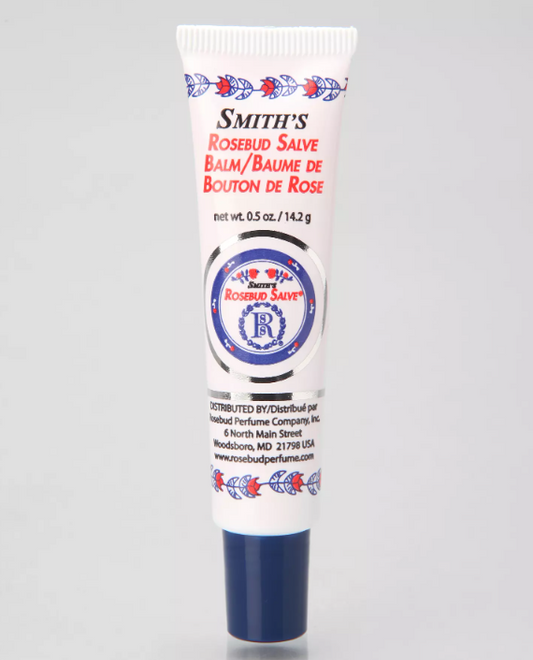 SMITH'S
ROSEBUD SALVE
BALM/BAUME DE
BOUTON DE ROSE
net wt. 0.5 oz. / 14.2 g
SMITH'S
ROSEBUD SALVE®
R
DISTRIBUTED BY/Distribué par
Rosebud Perfume Company, Inc.
6 North Main Street
Woodsboro, MD 21798 USA
www.rosebudperfume.com